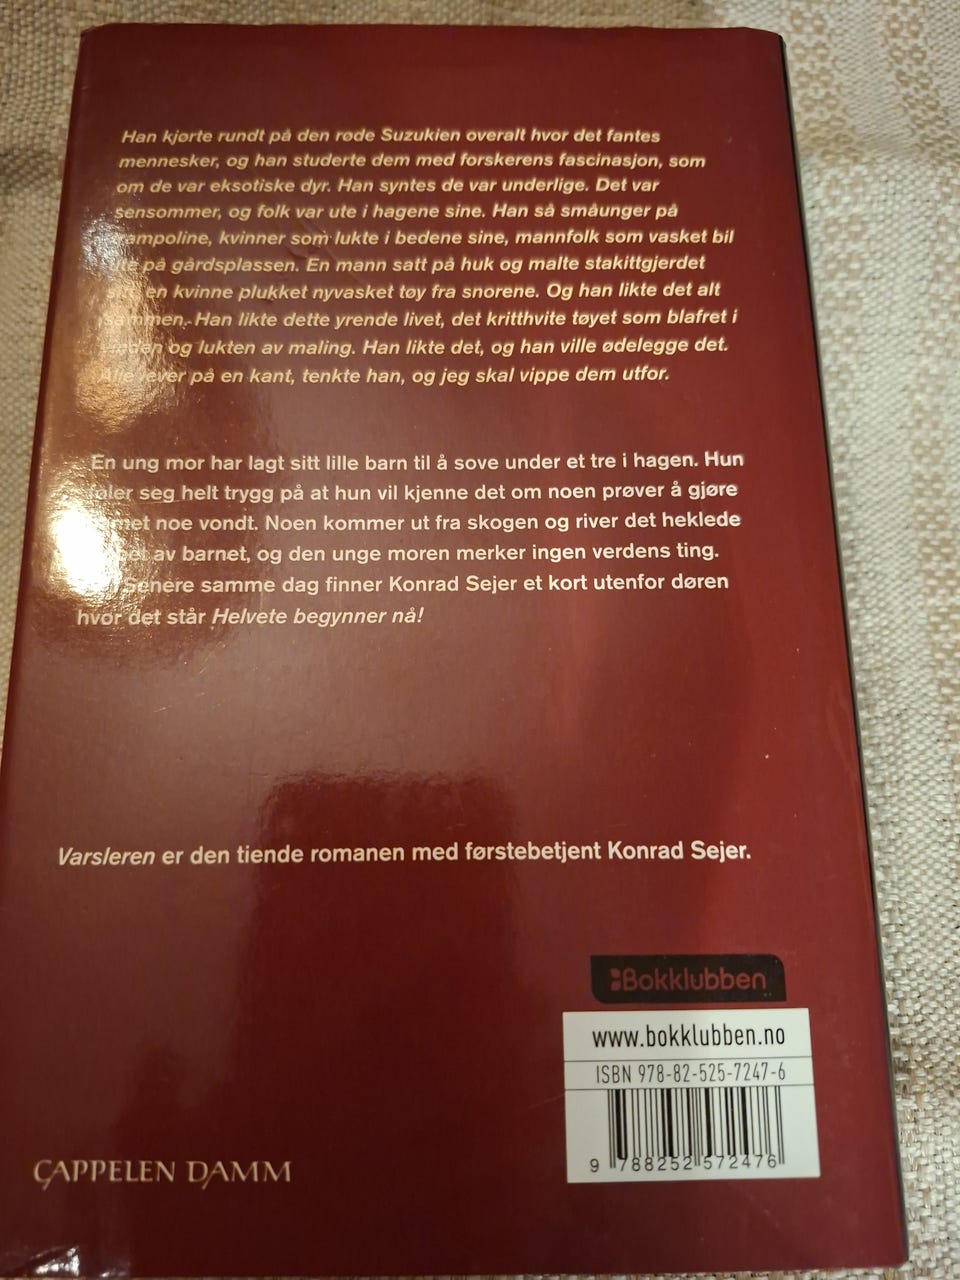 Han kjørte rundt på den røde Suzukien overalt hvor det fantes
mennesker, og han studerte dem med forskerens fascinasjon, som
om de var eksotiske dyr. Han syntes de var underlige. Det var
sensommer, og folk var ute i hagene sine. Han så småunger på
trampoline, kvinner som lukte i bedene sine, mannfolk som vasket bil
ute på gårdsplassen. En mann satt på huk og malte stakittgjerdet
en kvinne plukket nyvasket tøy fra snorene. Og han likte det alt
sammen. Han likte dette yrende livet, det kritthvite tøyet som blafret i
vinden og lukten av maling. Han likte det, og han ville ødelegge det.
Alle lever på en kant, tenkte han, og jeg skal vippe dem utfor.
En ung mor har lagt sitt lille barn til å sove under et tre i hagen. Hun
føler seg helt trygg på at hun vil kjenne det om noen prøver å gjøre
barnet noe vondt. Noen kommer ut fra skogen og river det heklede
av barnet, og den unge moren merker ingen verdens ting.
Senere samme dag finner Konrad Sejer et kort utenfor døren
hvor det står Helvete begynner nå!
Varsleren er den tiende romanen med førstebetjent Konrad Sejer.
Bokklubben
www.bokklubben.no
ISBN 978-82-525-7247-6
9 788252 572476
CAPPELEN DAMM